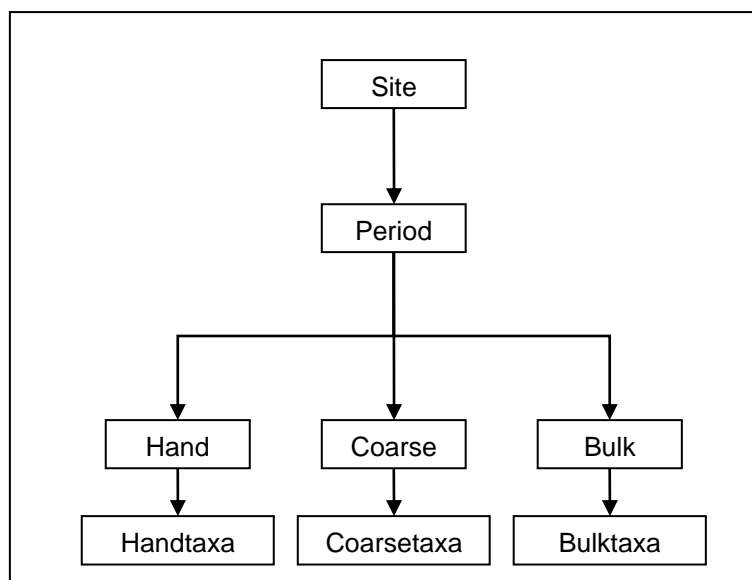 Site
Period
Hand
Coarse
Bulk
Handtaxa
Coarsetaxa
Bulktaxa